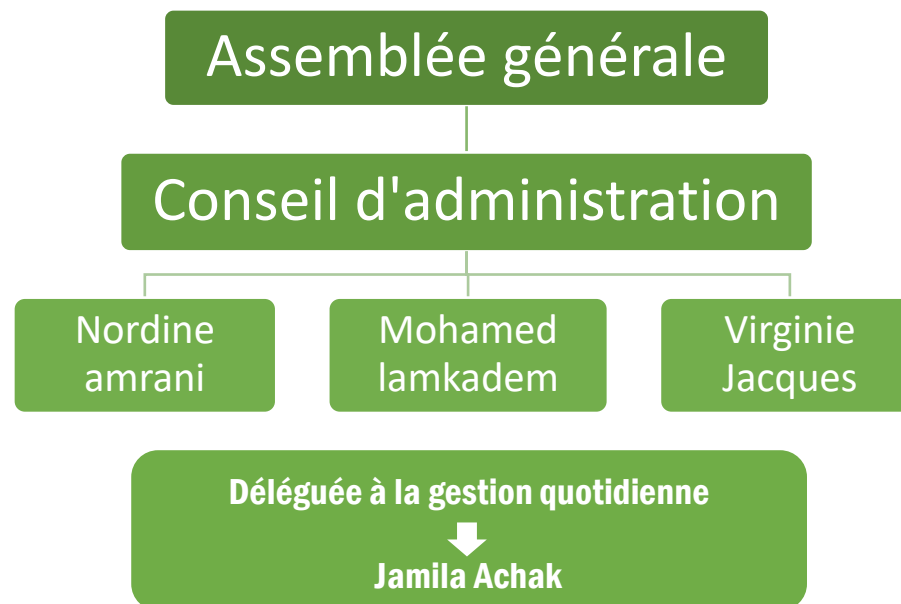 Assemblée générale
Conseil d'administration
Nordine
amrani
Mohamed
lamkadem
Virginie
Jacques
Déléguée à la gestion quotidienne
Jamila Achak